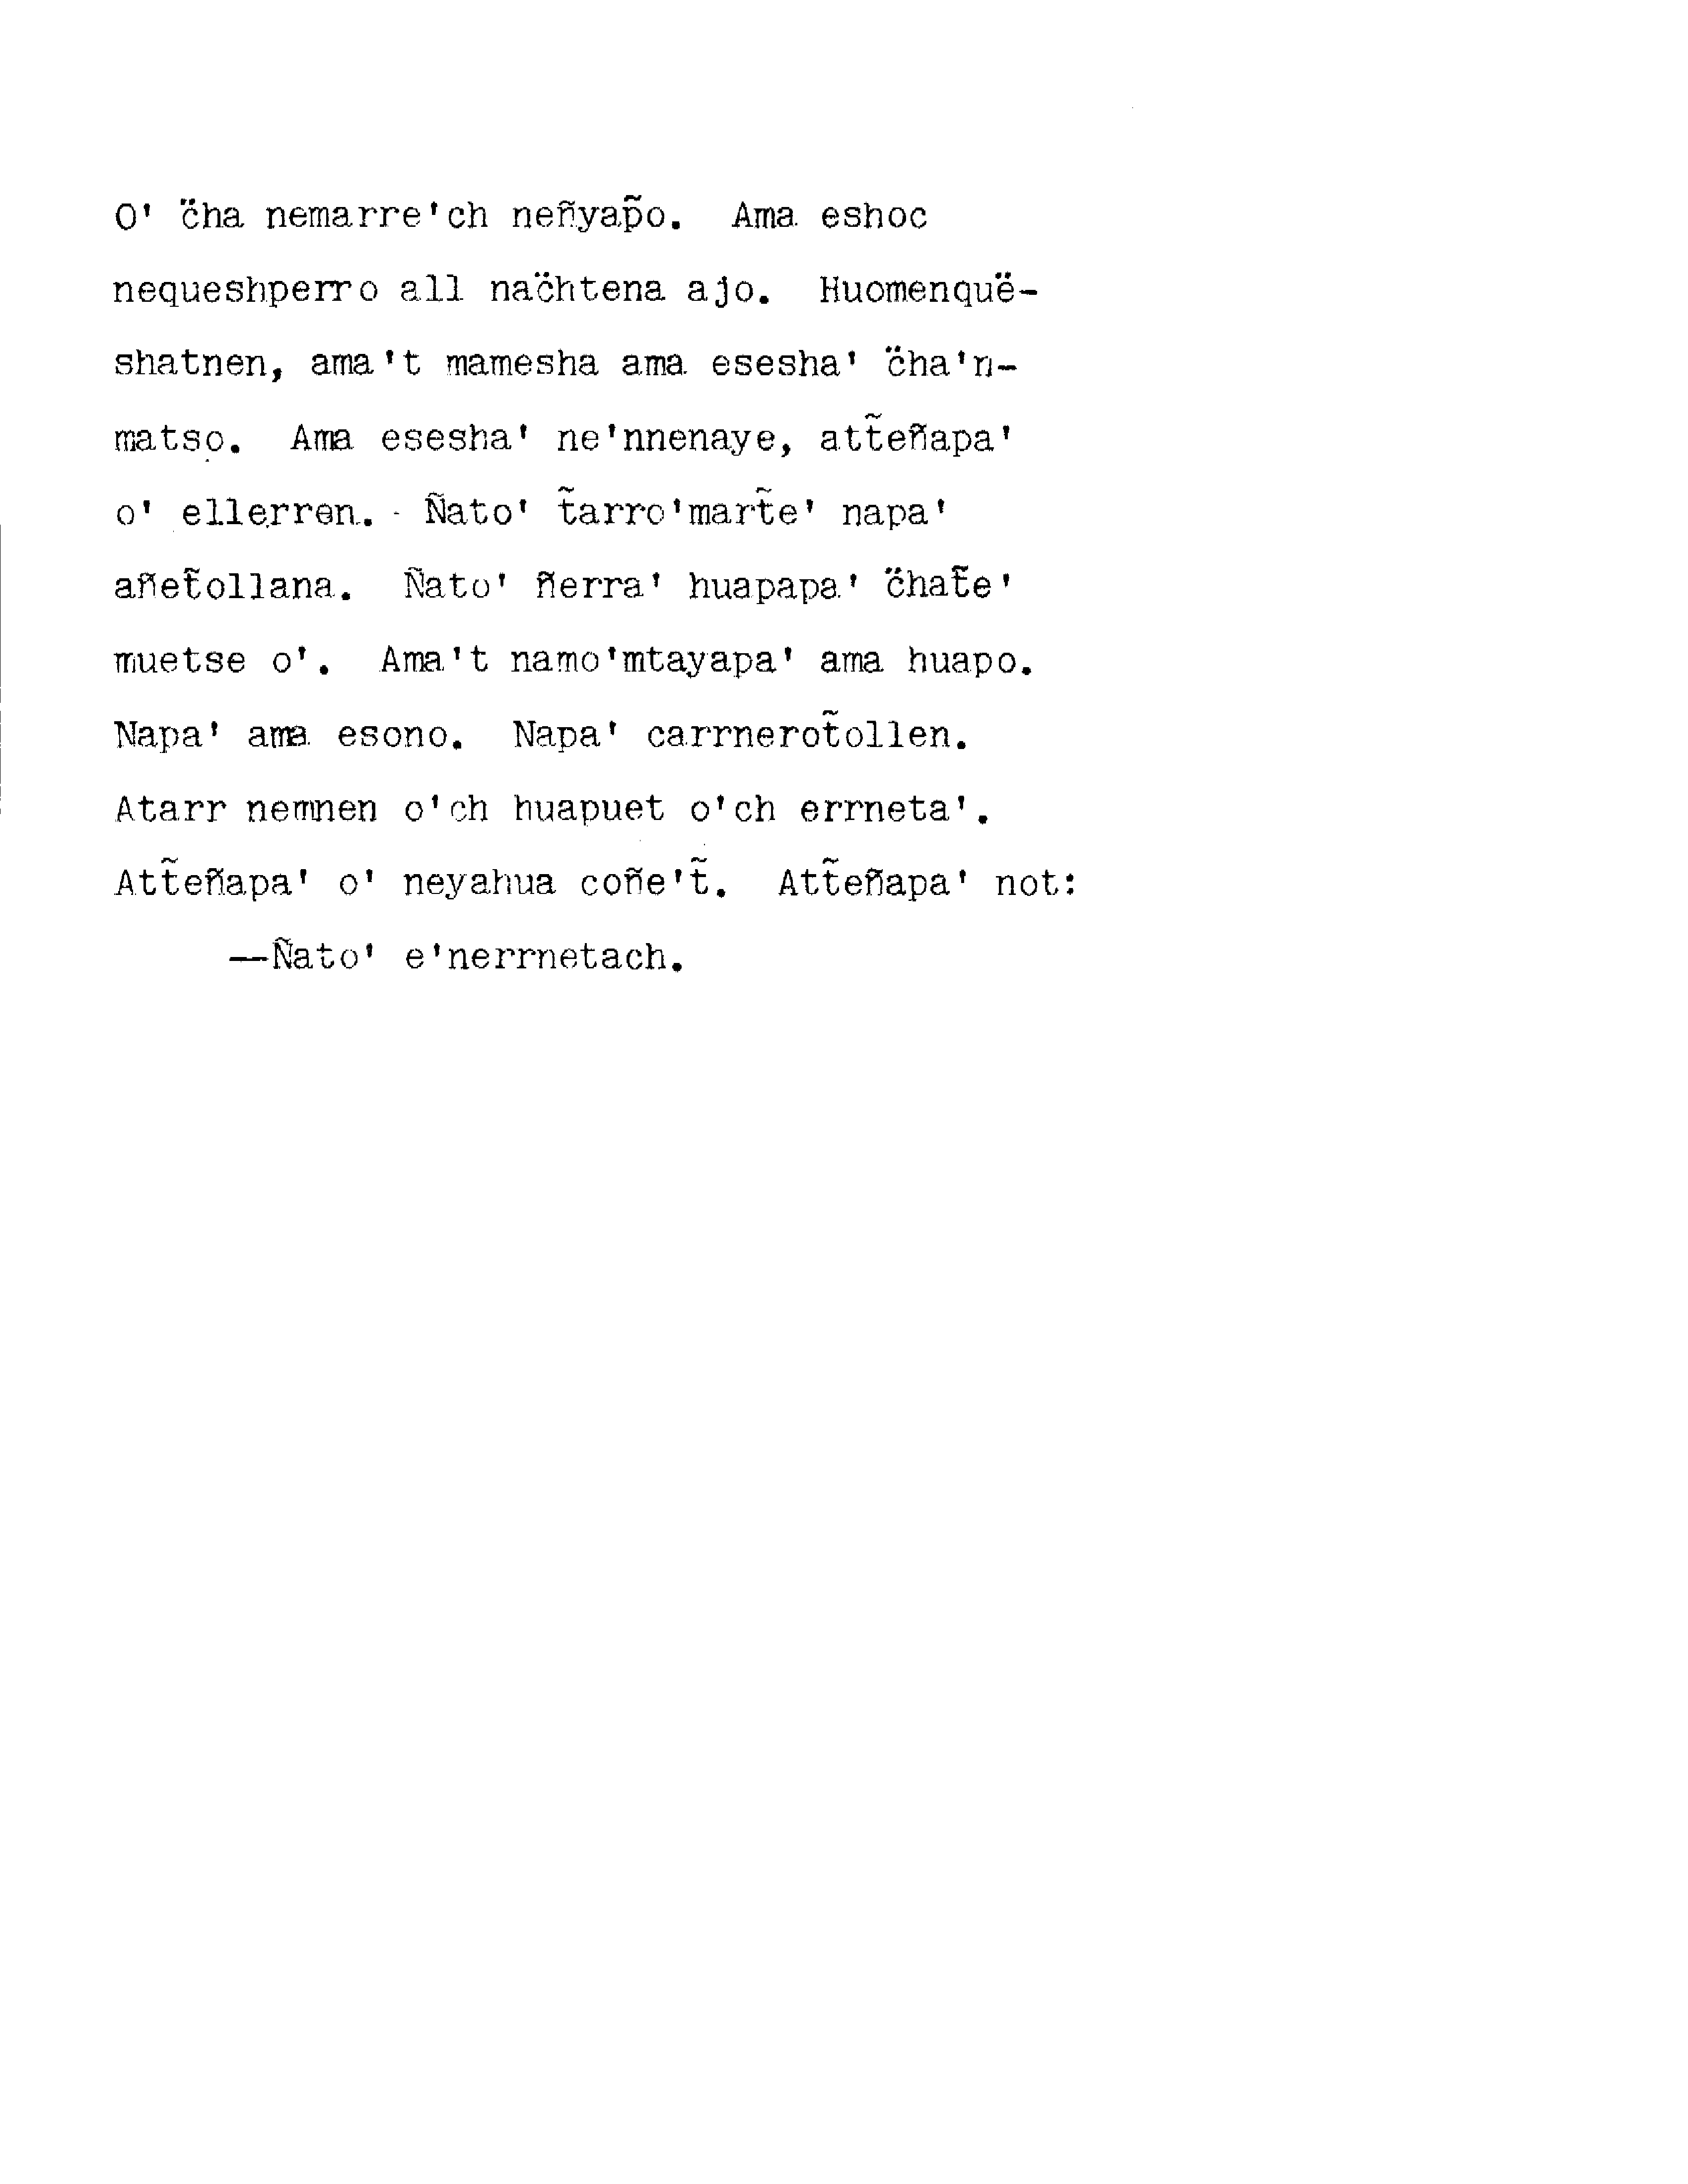 O' c̈ha nemarre'ch neñyap̃o. Ama eshoc
nequeshperro all nac̈htena ajo. Huomenquë-
shatnen, ama't mamesha ama esesha' c̈ha'n-
matso. Ama esesha' ne'nnenaye, att̃eñapa'
o' ellerren. Ñato' t̃arro'mart̃e' napa'
añet̃ollana. Ñato' ñerra' huapapa' c̈hat̃e'
muetse o'. Ama't namo'mtayapa' ama huapo.
Napa' ama esono. Napa' carrnerot̃ollen.
Atarr nemnen o'ch huapuet o'ch errneta'.
Att̃eñapa' o' neyahua coñe't̃. Att̃eñapa' not:
—Ñato' e'nerrnetach.